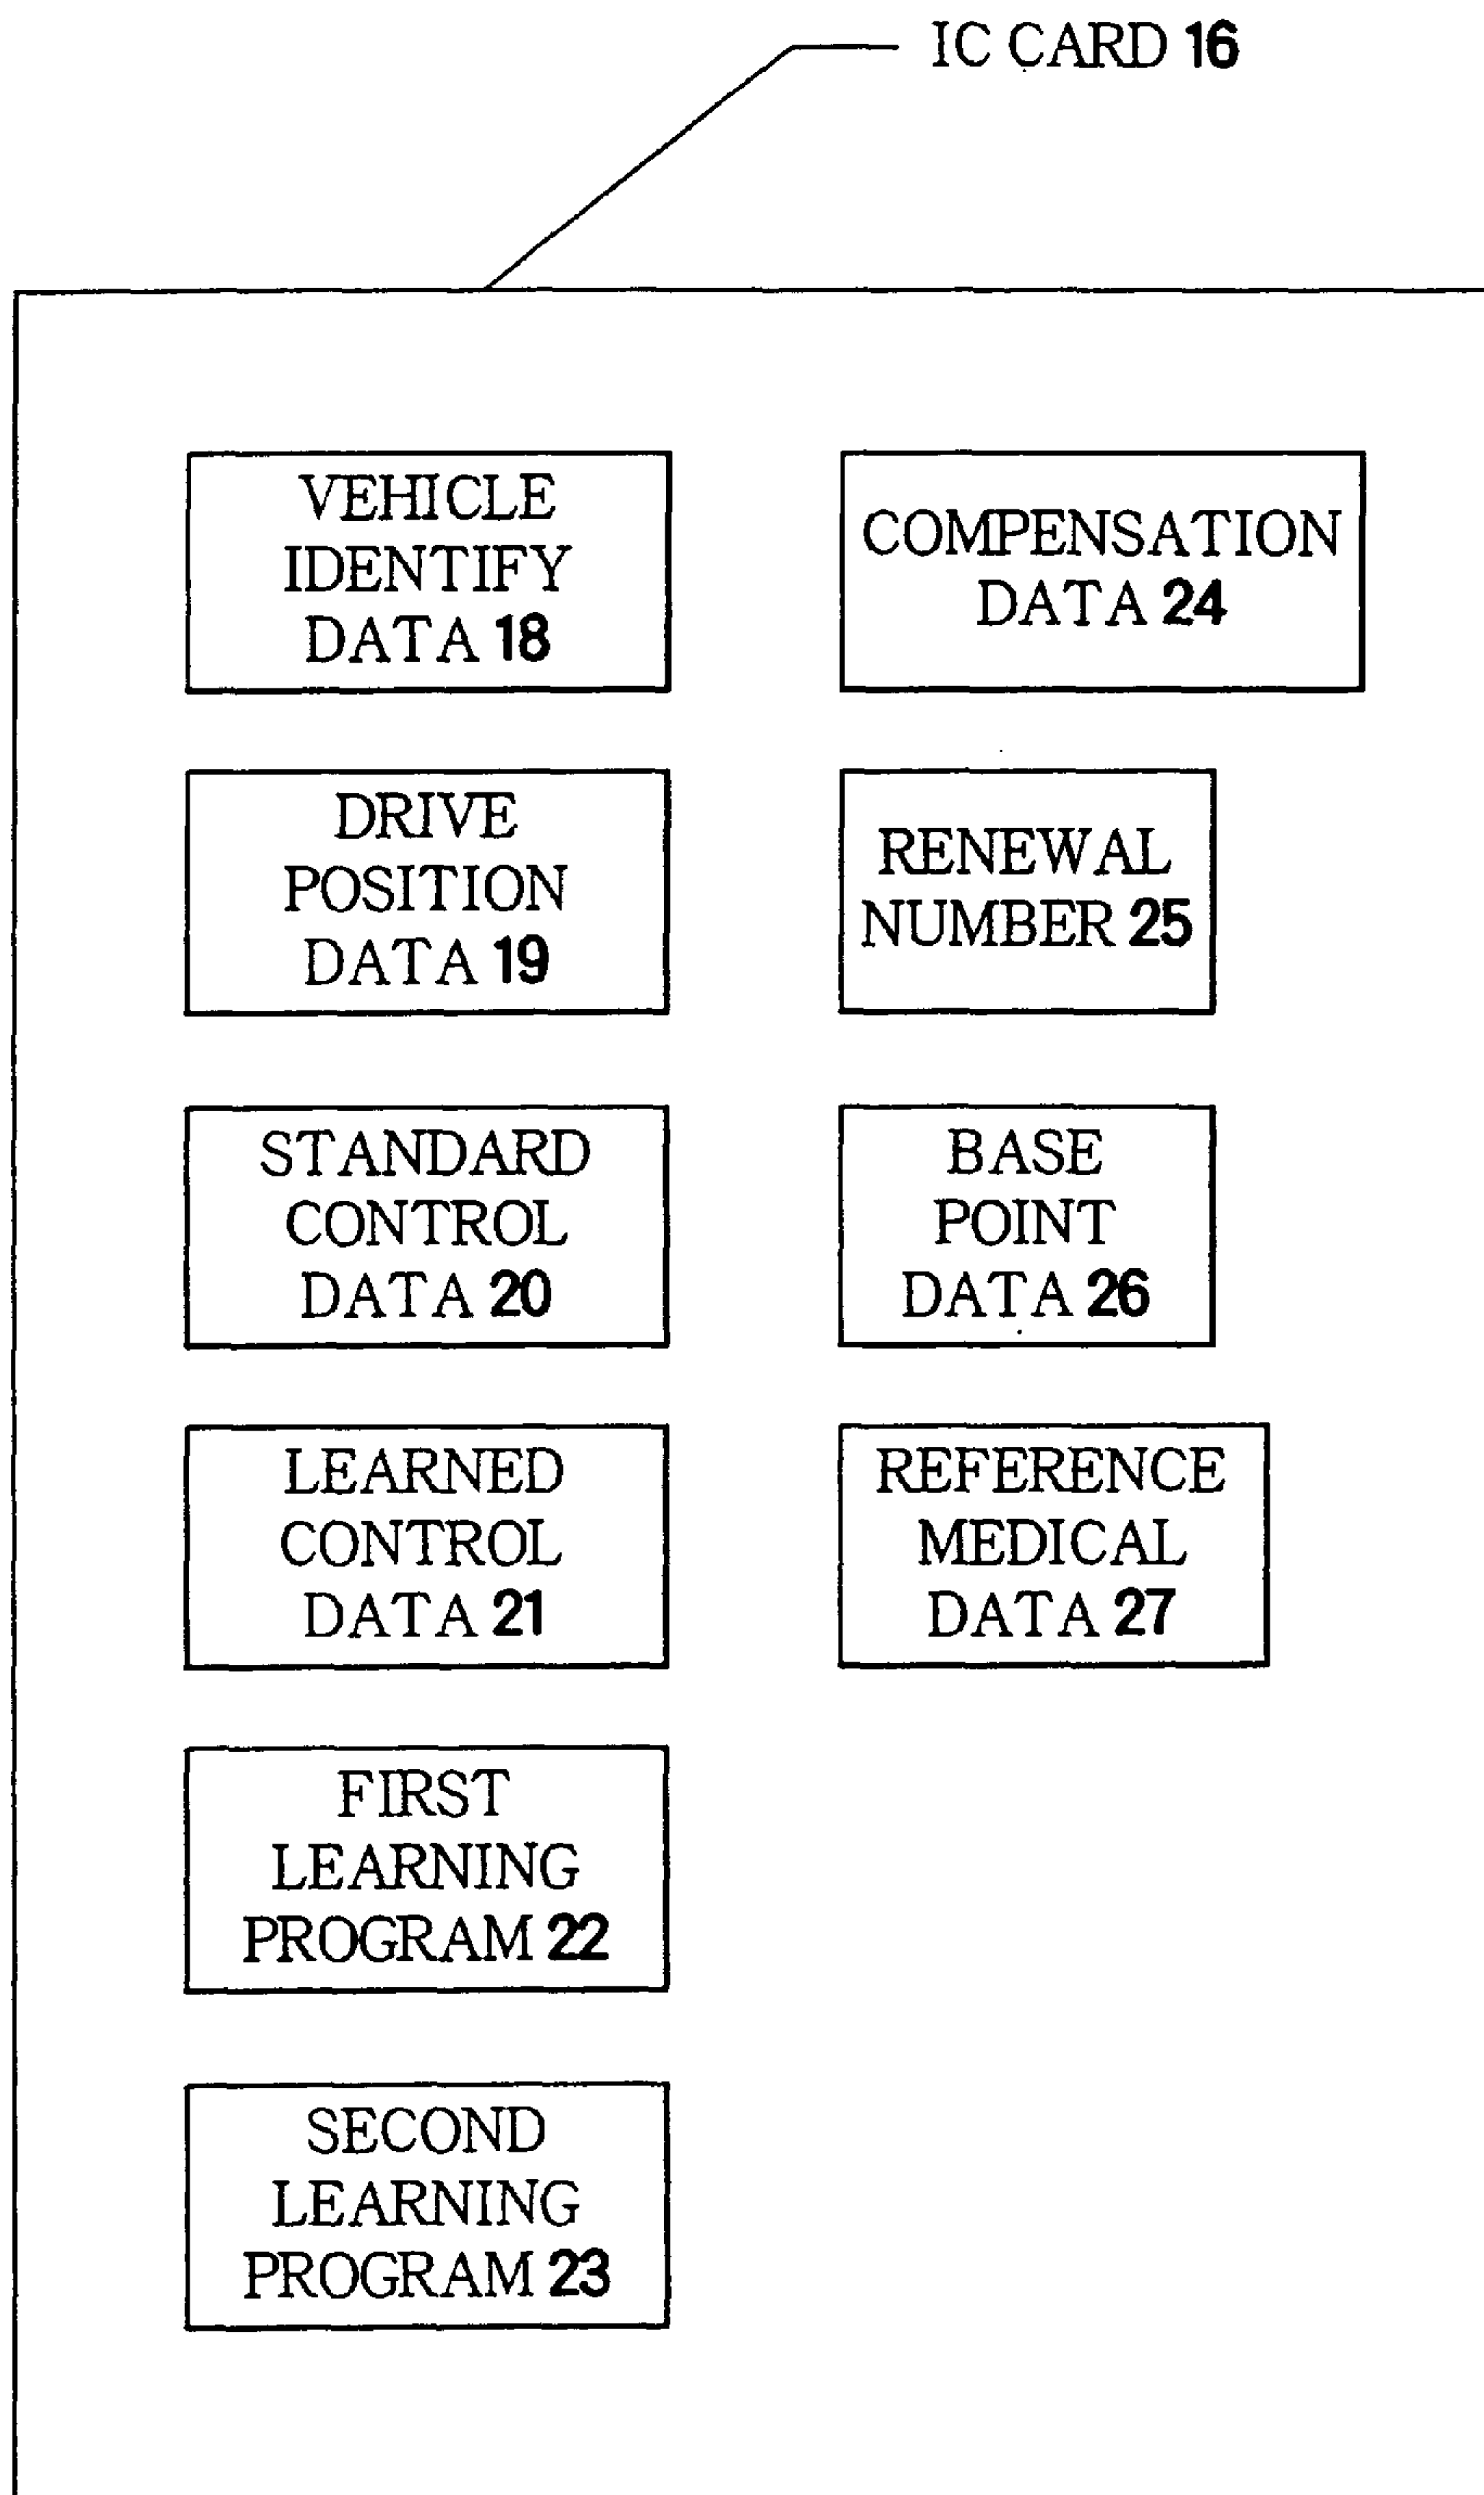 IC CARD 16
VEHICLE
IDENTIFY
DATA 18
DRIVE
POSITION
DATA 19
STANDARD
CONTROL
DATA 20
LEARNED
CONTROL
DATA 21
FIRST
LEARNING
PROGRAM 22
SECOND
LEARNING
PROGRAM 23
COMPENSATION
DATA 24
RENEWAL
NUMBER 25
BASE
POINT
DATA 26
REFERENCE
MEDICAL
DATA 27